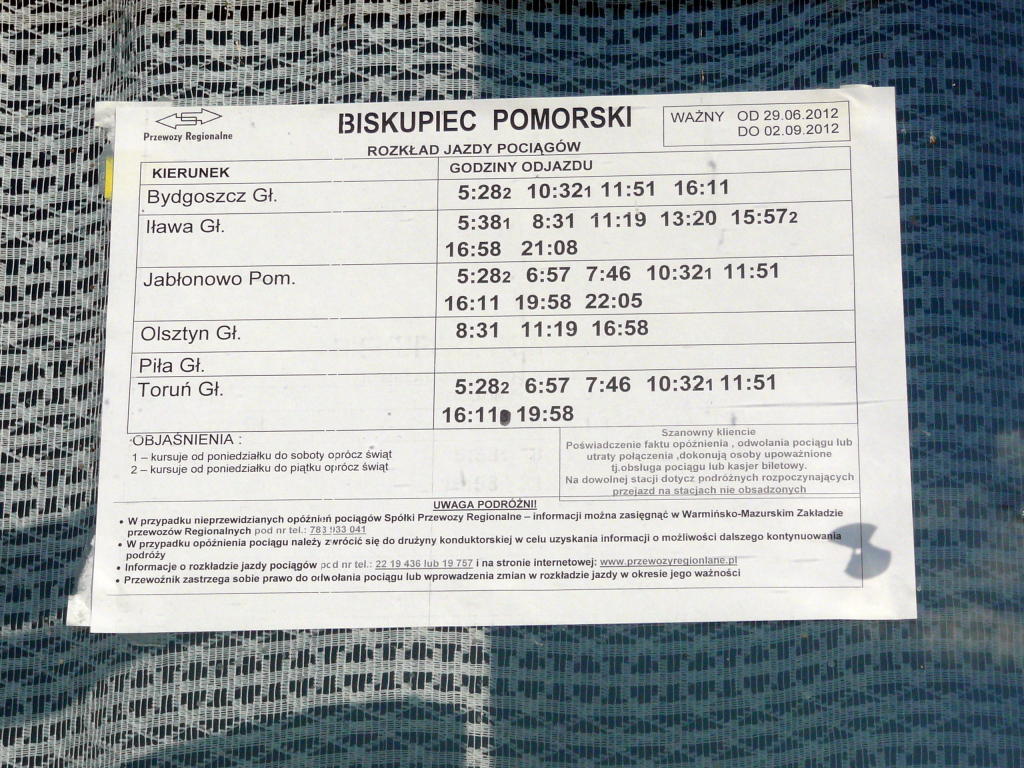 BISKUPIEC POMORSKI
WAŻNY OD 29.06.2012
DO 02.09.2012
Przewozy Regionalne
ROZKŁAD JAZDY POCIĄGÓW
KIERUNEK GODZINY ODJAZDU
Bydgoszcz Gł. 5:282 10:321 11:51 16:11
Iława Gł. 5:381 8:31 11:19 13:20 15:572
16:58 21:08
Jabłonowo Pom. 5:282 6:57 7:46 10:321 11:51
16:11 19:58 22:05
Olsztyn Gł. 8:31 11:19 16:58
Piła Gł.
Toruń Gł. 5:282 6:57 7:46 10:321 11:51
16:11 19:58
OBJAŚNIENIA :
1 – kursuje od poniedziałku do soboty oprócz świąt
2 – kursuje od poniedziałku do piątku oprócz świąt
Szanowny kliencie
Poświadczenie faktu opóźnienia , odwołania pociągu lub
utraty połączenia ,dokonują osoby upoważnione
tj.obsługa pociągu lub kasjer biletowy.
Na dowolnej stacji dotycz podróżnych rozpoczynających
przejazd na stacjach nie obsadzonych
UWAGA PODRÓŻNI!
• W przypadku nieprzewidzianych opóźnień pociągów Spółki Przewozy Regionalne – informacji można zasięgnąć w Warmińsko-Mazurskim Zakładzie
przewozów Regionalnych pod nr tel.: 783 933 041
• W przypadku opóźnienia pociągu należy zwrócić się do drużyny konduktorskiej w celu uzyskania informacji o możliwości dalszego kontynuowania
podróży
• Informacje o rozkładzie jazdy pociągów pod nr tel.: 22 19 436 lub 19 757 i na stronie internetowej: www.przewozyregionlane.pl
• Przewoźnik zastrzega sobie prawo do odwołania pociągu lub wprowadzenia zmian w rozkładzie jazdy w okresie jego ważności